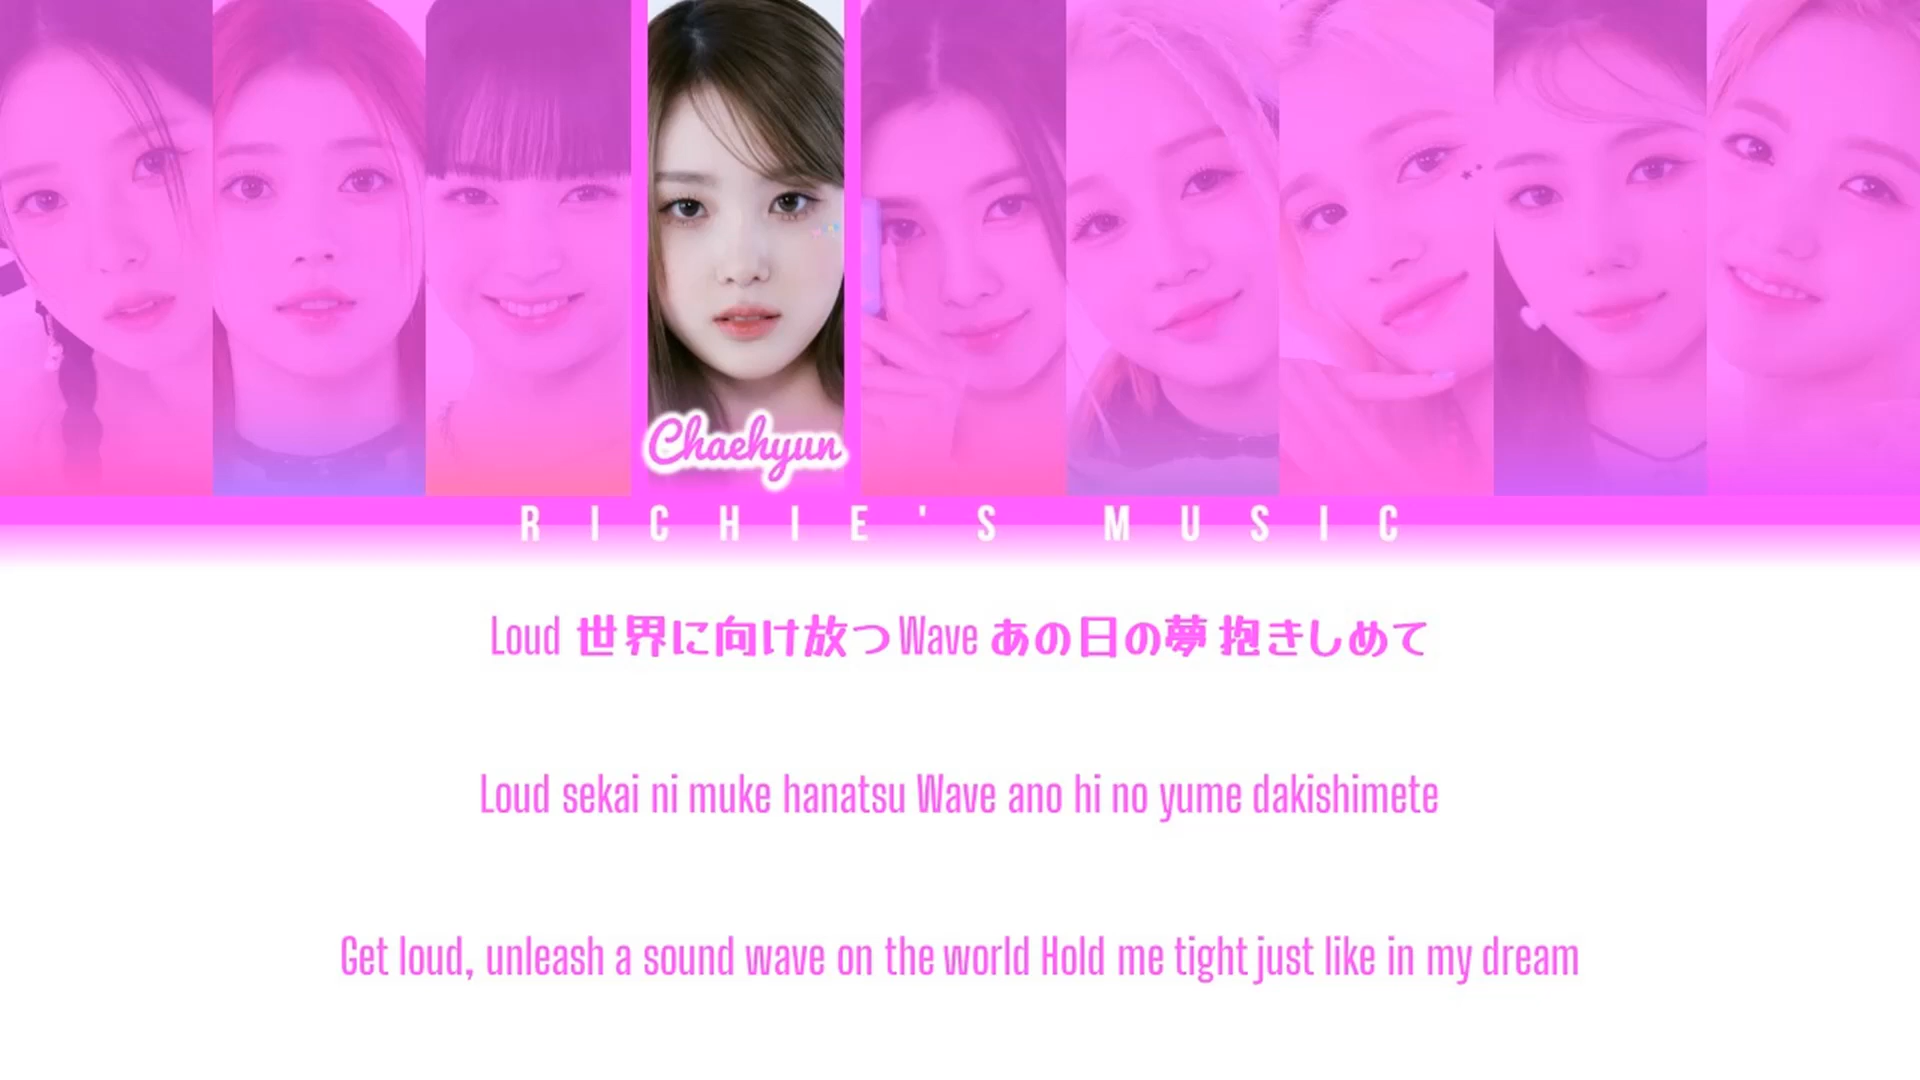 Chaehyun
RICHIE'S MUSIC
Loud 世界に向け放つ Wave あの日の夢 抱きしめて
Loud sekai ni muke hanatsu Wave ano hi no yume dakishimete
Get loud, unleash a sound wave on the world Hold me tight just like in my dream